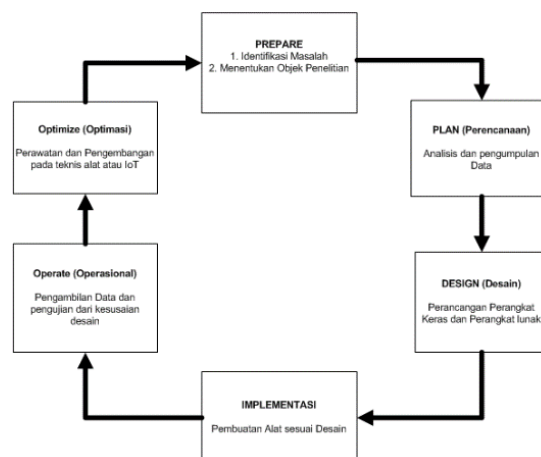 PREPARE
1. Identifikasi Masalah
2. Menentukan Objek Penelitian
PLAN (Perencanaan)
Analisis dan pengumpulan
Data
DESIGN (Desain)
Perancangan Perangkat
Keras dan Perangkat lunak
IMPLEMENTASI
Pembuatan Alat sesuai Desain
Operate (Operasional)
Pengambilan Data dan
pengujian dari kesusaian
desain
Optimize (Optimasi)
Perawatan dan Pengembangan
pada teknis alat atau IoT